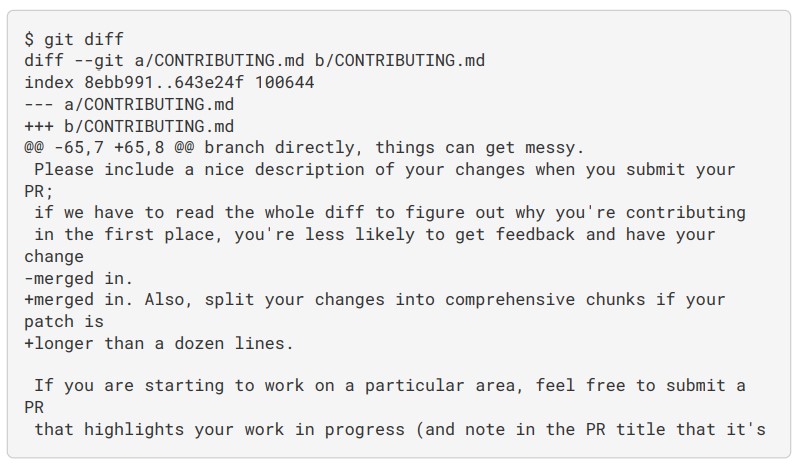 $ git diff
diff --git a/CONTRIBUTING.md b/CONTRIBUTING.md
index 8ebb991..643e24f 100644
--- a/CONTRIBUTING.md
+++ b/CONTRIBUTING.md
@@ -65,7 +65,8 @@ branch directly, things can get messy.
 Please include a nice description of your changes when you submit your
PR;
 if we have to read the whole diff to figure out why you're contributing
 in the first place, you're less likely to get feedback and have your
change
-merged in.
+merged in. Also, split your changes into comprehensive chunks if your
patch is
+longer than a dozen lines.

 If you are starting to work on a particular area, feel free to submit a
PR
 that highlights your work in progress (and note in the PR title that it's